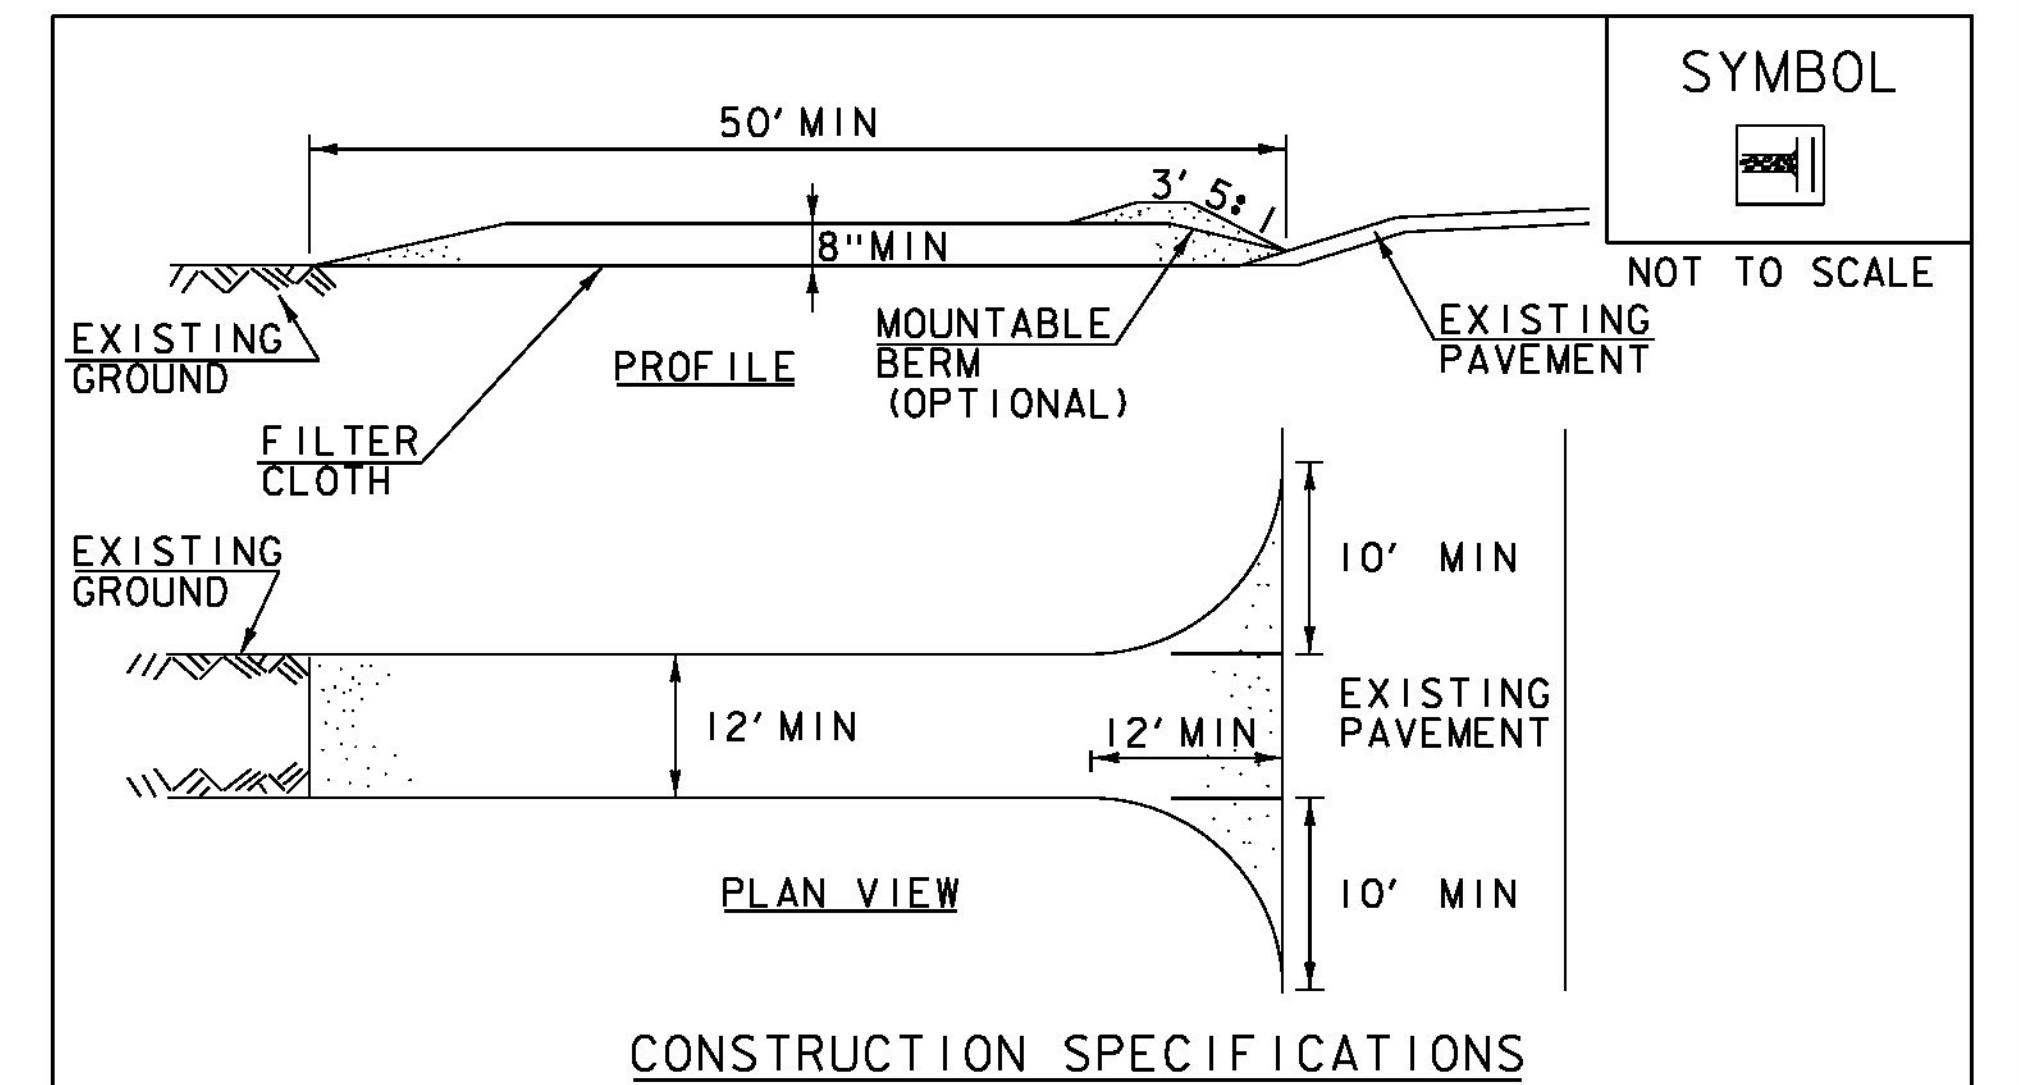 SYMBOL
NOT TO SCALE
50' MIN
3' 5:1
8" MIN
EXISTING
GROUND
PROFILE
MOUNTABLE
BERM
(OPTIONAL)
EXISTING
PAVEMENT
FILTER
CLOTH
EXISTING
GROUND
10' MIN
12' MIN
12' MIN
EXISTING
PAVEMENT
10' MIN
PLAN VIEW
CONSTRUCTION SPECIFICATIONS